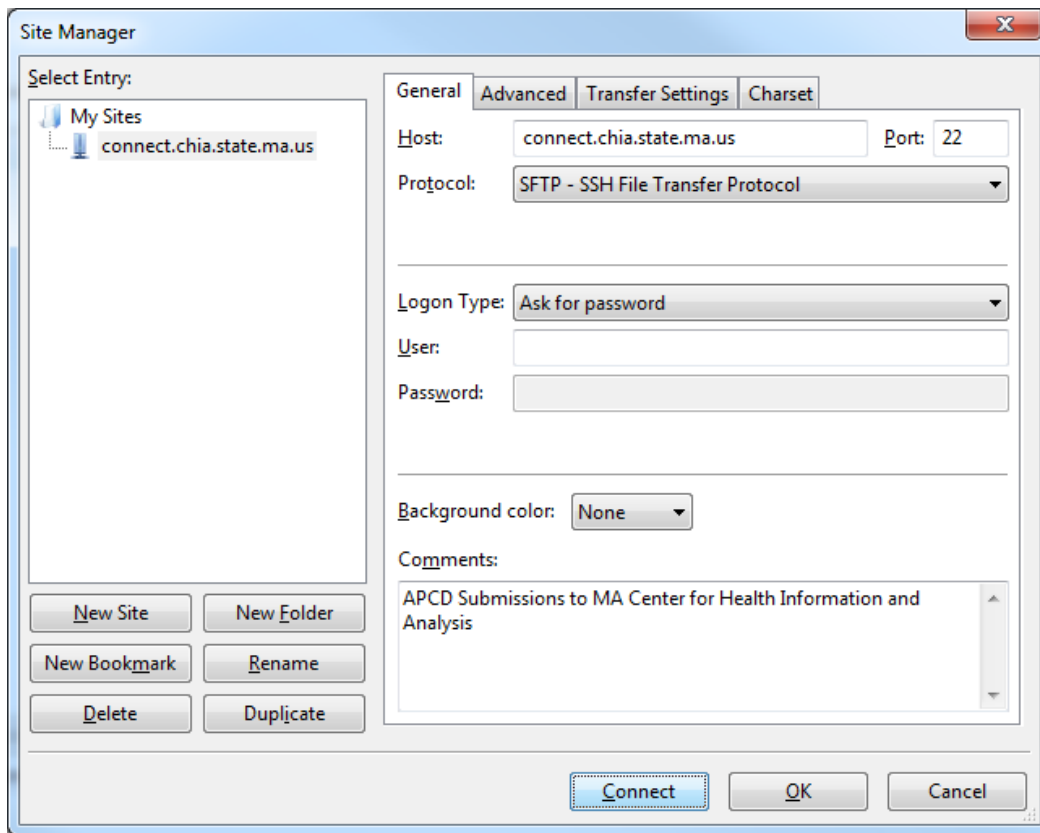 Site Manager
Select Entry:
My Sites
connect.chia.state.ma.us
New Site
New Folder
New Bookmark
Rename
Delete
Duplicate
General
Advanced
Transfer Settings
Charset
Host:
connect.chia.state.ma.us
Port:
22
Protocol:
SFTP - SSH File Transfer Protocol
Logon Type:
Ask for password
User:
Password:
Background color:
None
Comments:
APCD Submissions to MA Center for Health Information and
Analysis
Connect
OK
Cancel